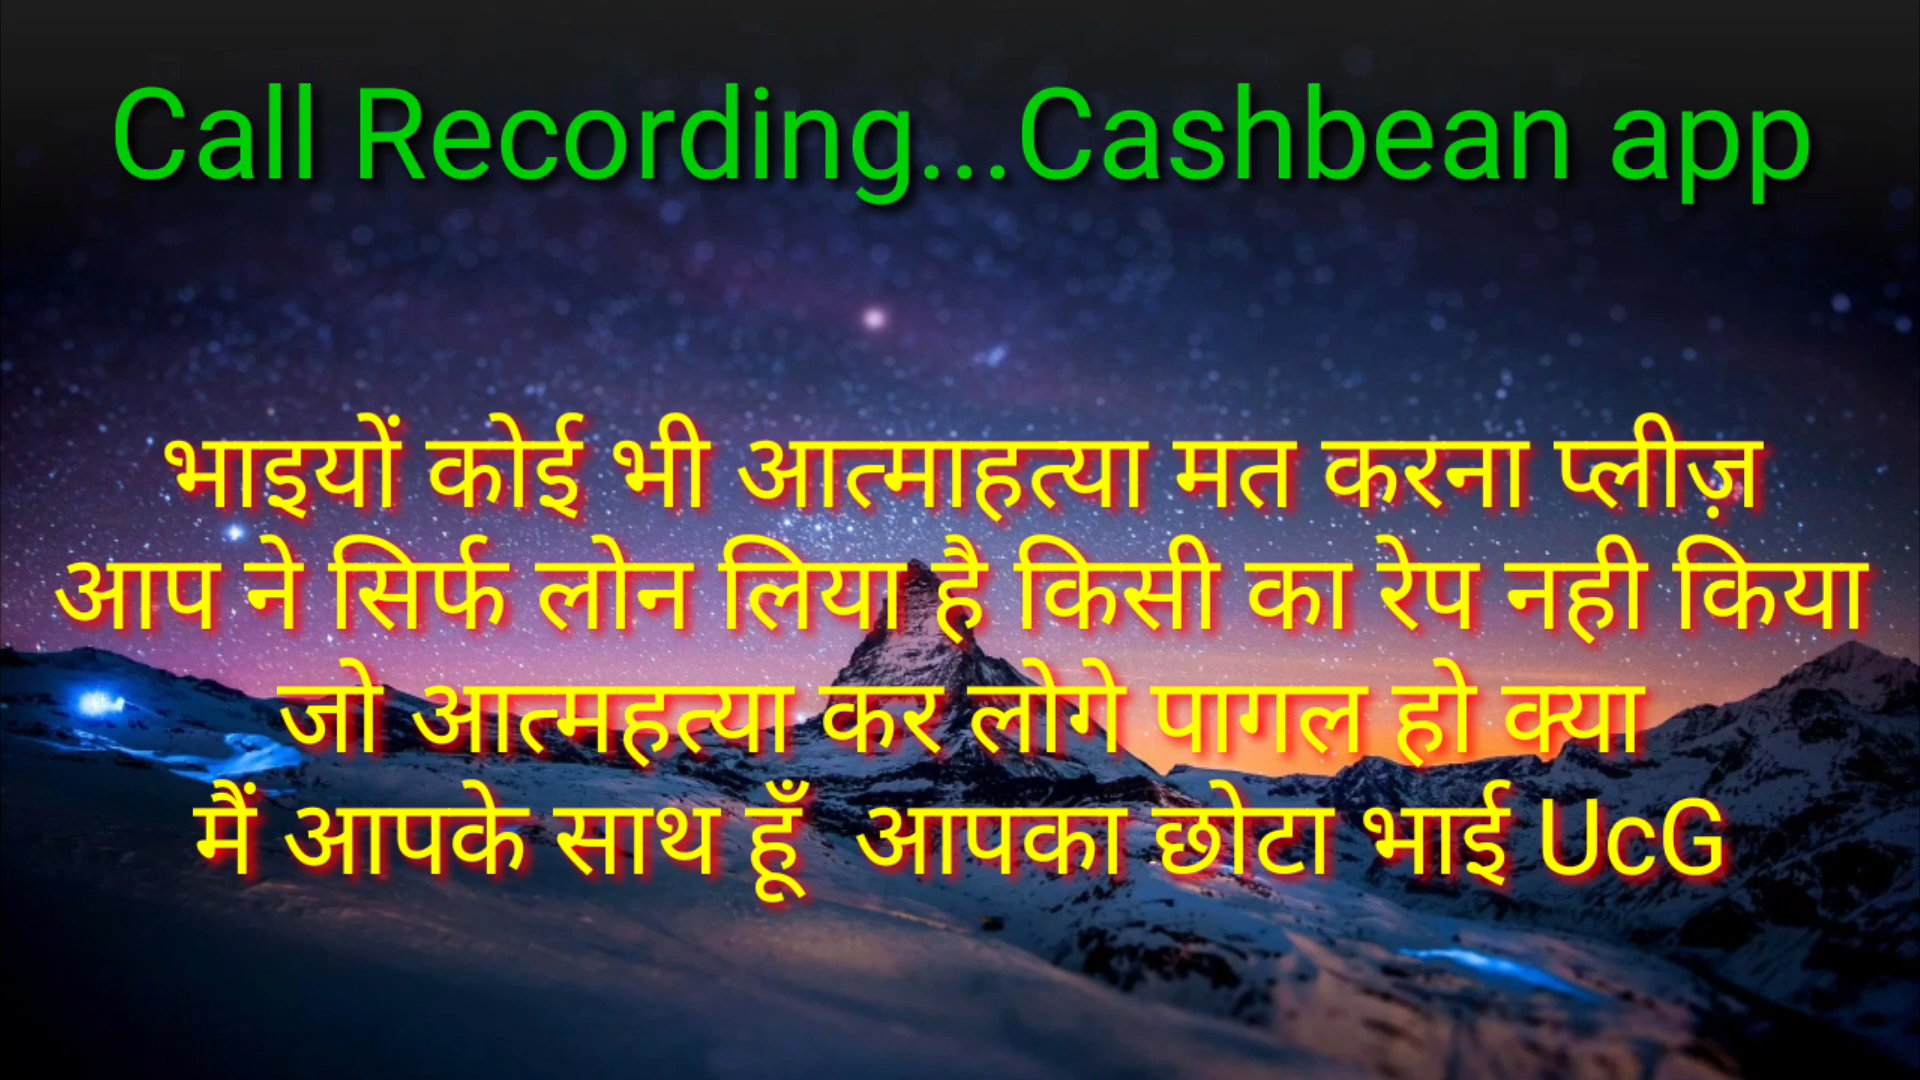 Call Recording...Cashbean app
भाइयों कोई भी आत्माहत्या मत करना प्लीज़
आप ने सिर्फ लोन लिया है किसी का रेप नही किया
जो आत्महत्या कर लोगे पागल हो क्या
मैं आपके साथ हूँ  आपका छोटा भाई UcG